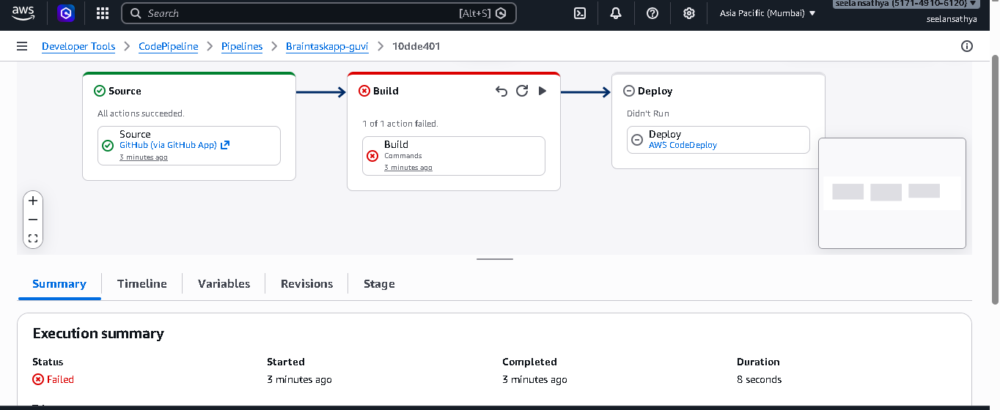 aws
Search [Alt+S]
Asia Pacific (Mumbai)
seelansathya (5171-4910-6120)
seelansathya
Developer Tools
CodePipeline
Pipelines
Braintaskapp-guvi
10dde401
Source
All actions succeeded.
Source
GitHub (via GitHub App)
3 minutes ago
Build
1 of 1 action failed.
Build
Commands
3 minutes ago
Deploy
Didn't Run
Deploy
AWS CodeDeploy
Summary
Timeline
Variables
Revisions
Stage
Execution summary
Status
Failed
Started
3 minutes ago
Completed
3 minutes ago
Duration
8 seconds